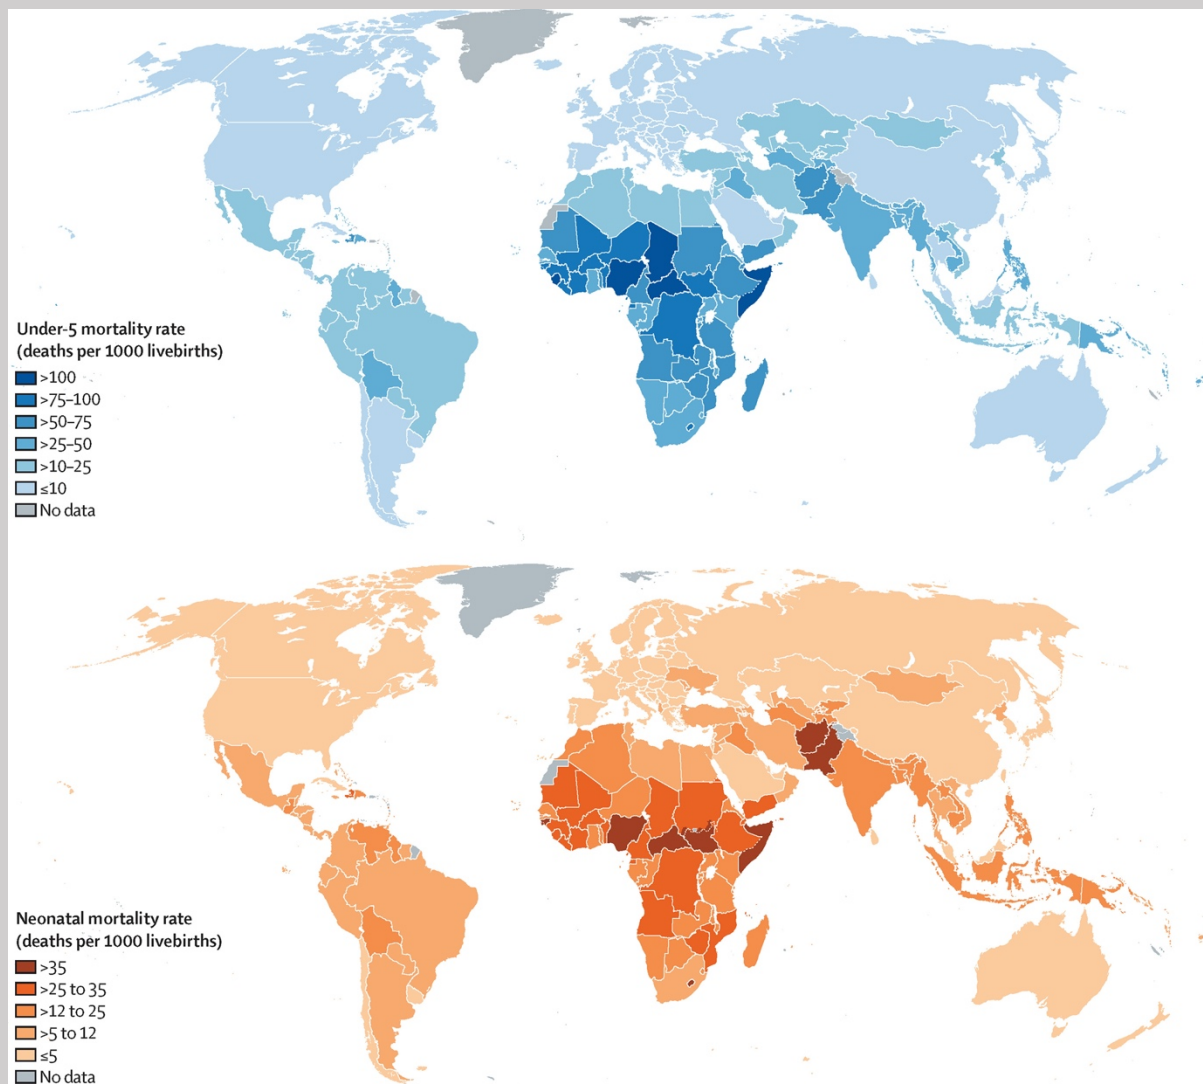 Under-5 mortality rate
(deaths per 1000 livebirths)
>100
>75–100
>50–75
>25–50
>10–25
≤10
No data
Neonatal mortality rate
(deaths per 1000 livebirths)
>35
>25 to 35
>12 to 25
>5 to 12
≤5
No data